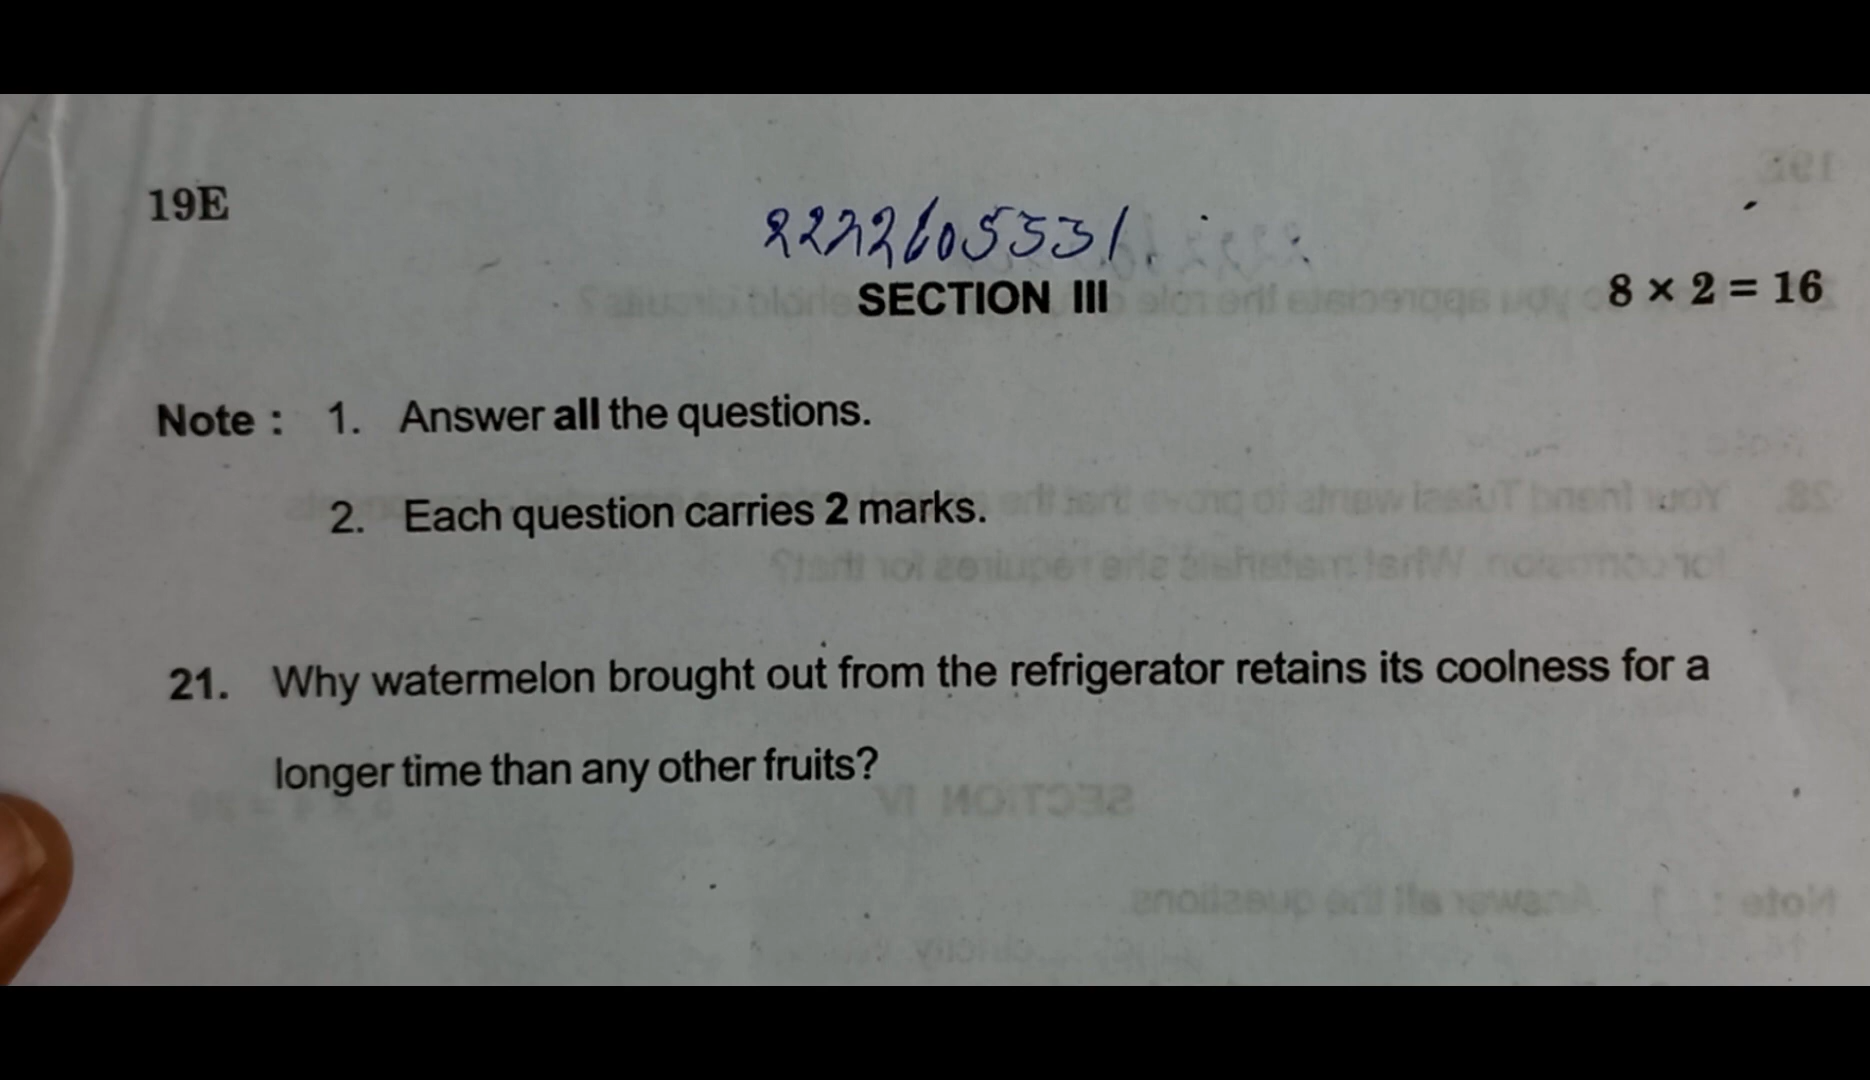 19E
2222605531.
SECTION III
8 × 2 = 16
Note : 1. Answer all the questions.
2. Each question carries 2 marks.
21. Why watermelon brought out from the refrigerator retains its coolness for a
longer time than any other fruits?